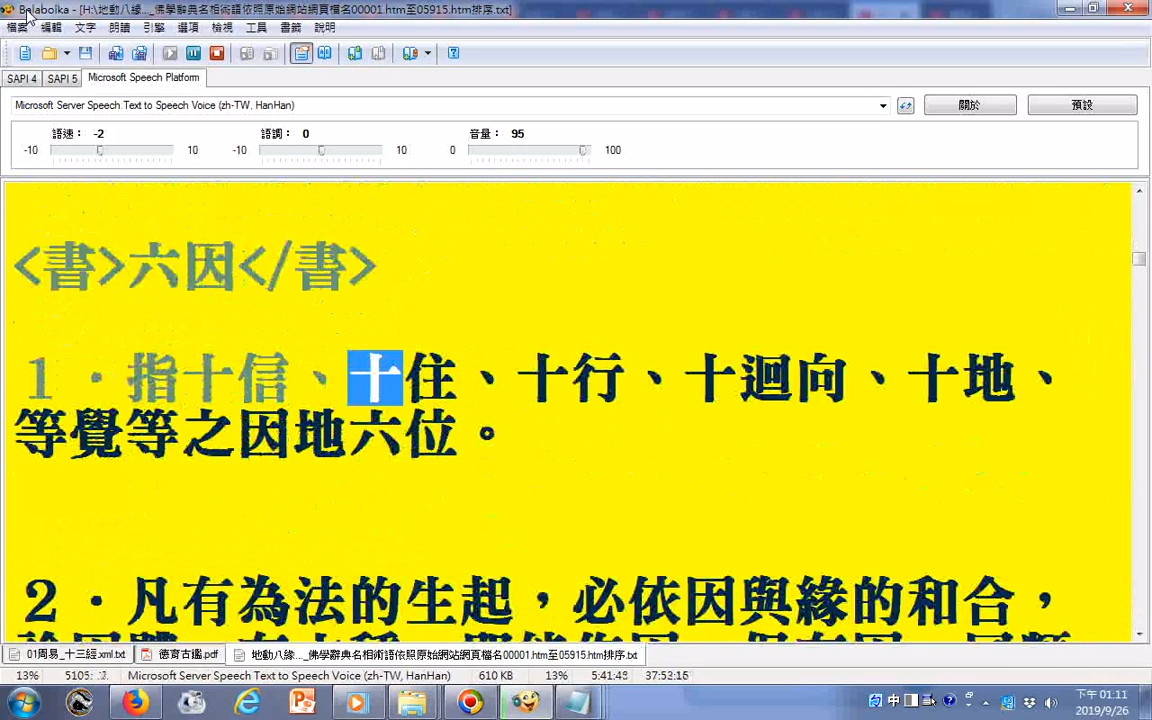 Balabolka - [H:\地動八緣..._佛學辭典名相術語依照原始網站網頁檔名00001.htm至05915.htm排序.txt]
檔案 編輯 文字 朗讀 引擎 選項 檢視 工具 書籤 說明
SAPI 4 SAPI 5 Microsoft Speech Platform
Microsoft Server Speech Text to Speech Voice (zh-TW, HanHan) 關於 預設
語速： -2 語調： 0 音量： 95
-10 10 -10 10 0 100
<書>六因</書>
1．指十信、十住、十行、十迴向、十地、
等覺等之因地六位。
2．凡有為法的生起，必依因與緣的和合，
01周易_十三經.xml.txt 德育古鑑.pdf 地動八緣..._佛學辭典名相術語依照原始網站網頁檔名00001.htm至05915.htm排序.txt
13% Microsoft Server Speech Text to Speech Voice (zh-TW, HanHan) 610 KB 13%
中 下午 01:11
2019/9/26